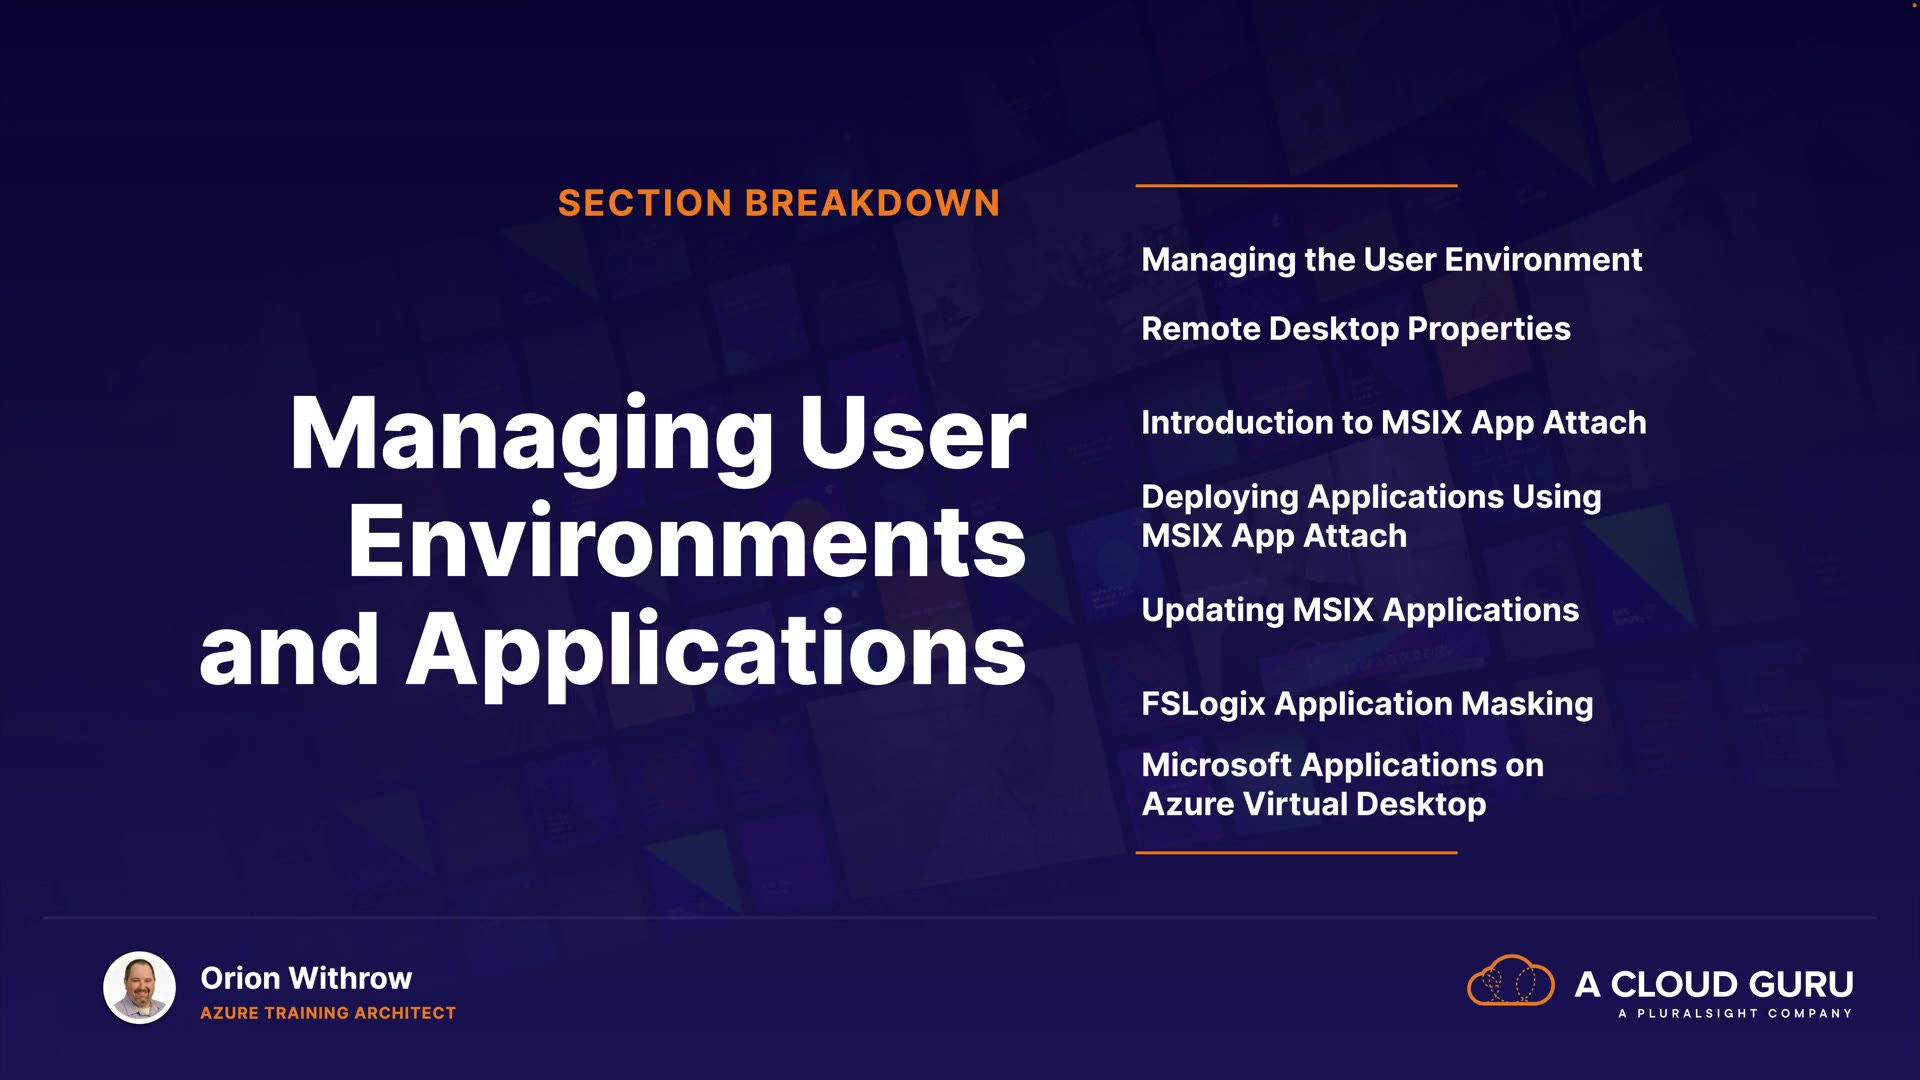 SECTION BREAKDOWN
Managing User
Environments
and Applications
Managing the User Environment
Remote Desktop Properties
Introduction to MSIX App Attach
Deploying Applications Using
MSIX App Attach
Updating MSIX Applications
FSLogix Application Masking
Microsoft Applications on
Azure Virtual Desktop
Orion Withrow
AZURE TRAINING ARCHITECT
A CLOUD GURU
A PLURALSIGHT COMPANY